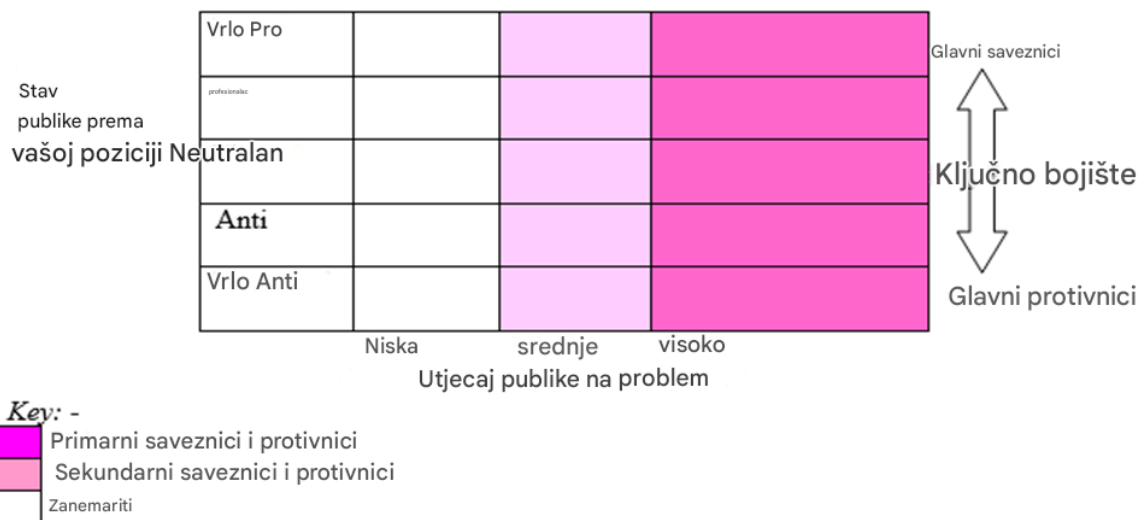 Vrlo Pro
Glavni saveznici
Stav
profesionalac
publike prema
vašoj poziciji Neutralan
Ključno bojište
Anti
Vrlo Anti
Glavni protivnici
Niska
srednje
visoko
Utjecaj publike na problem
Key: -
Primarni saveznici i protivnici
Sekundarni saveznici i protivnici
Zanemariti